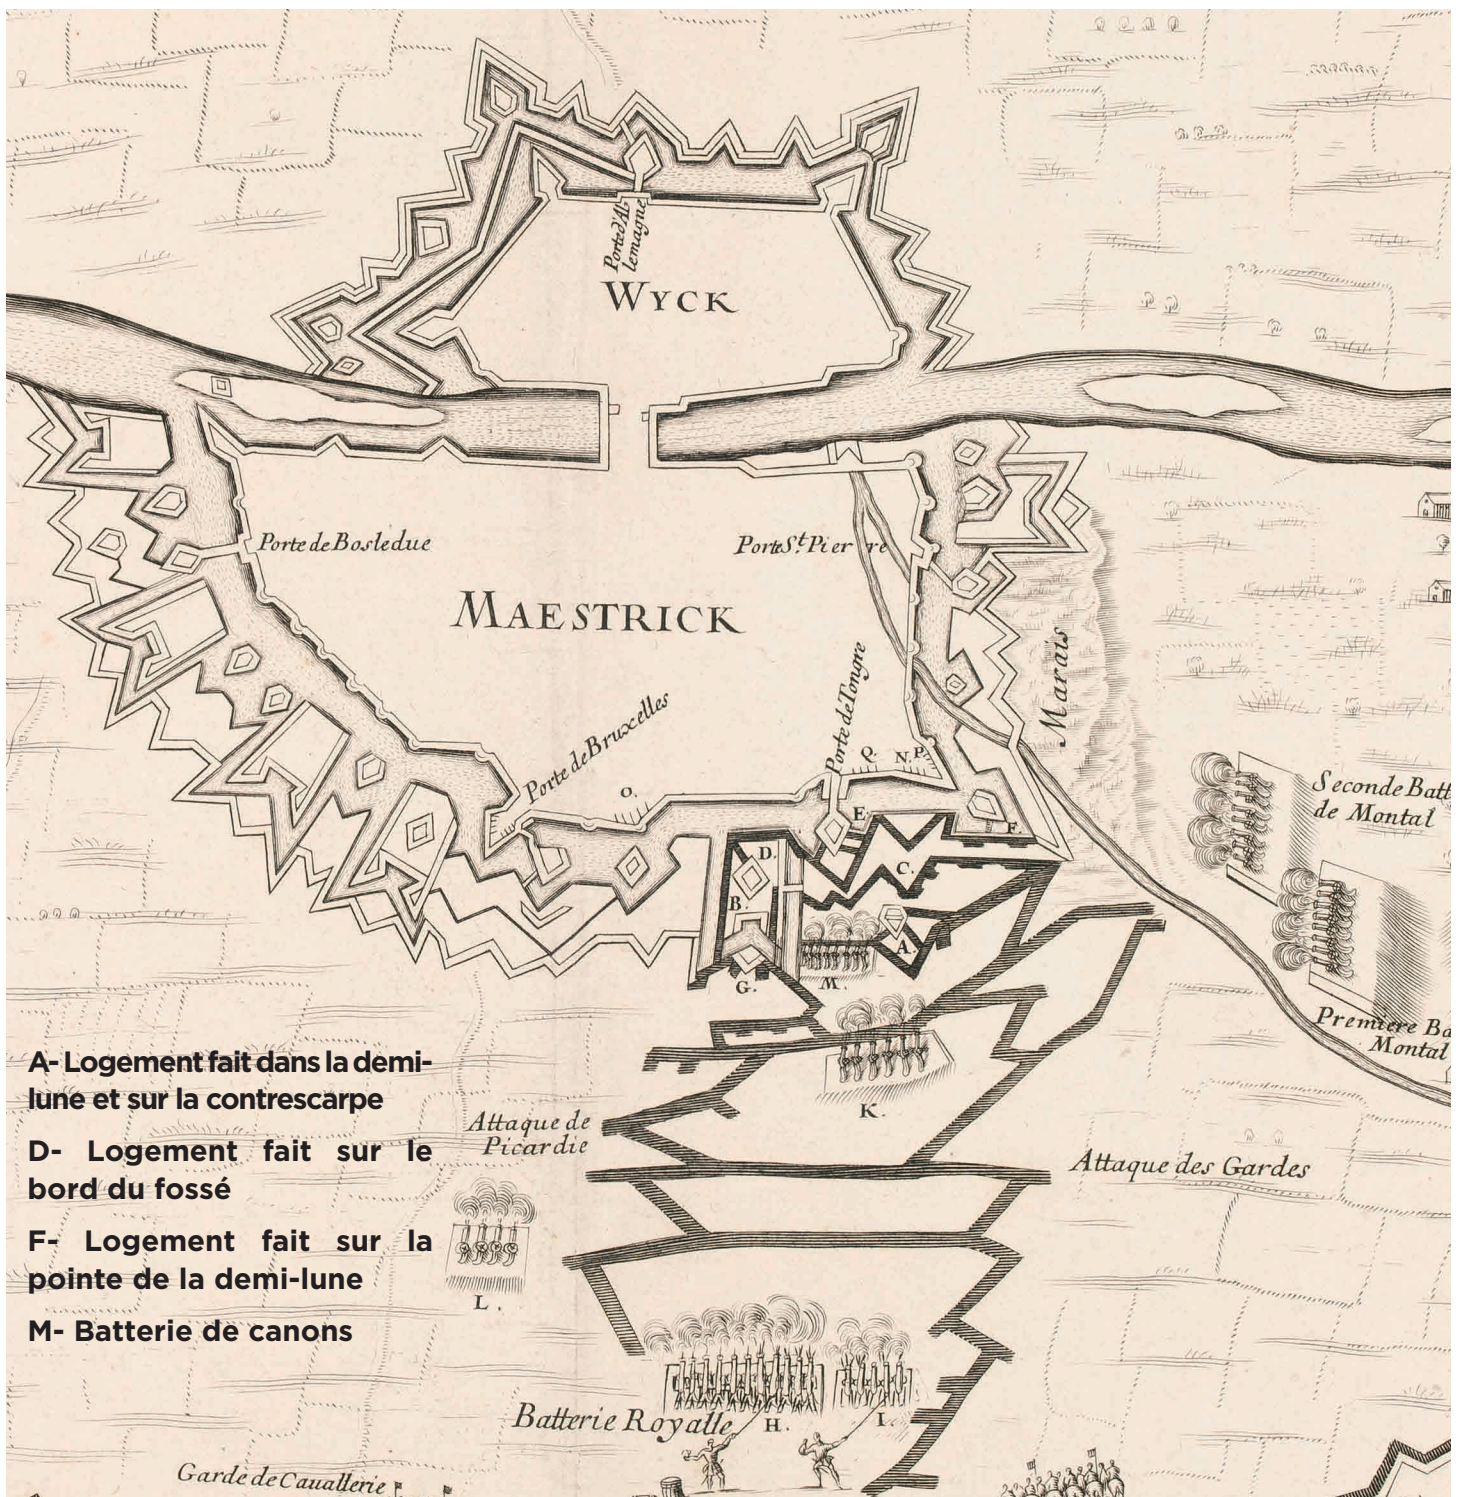 Porte d'Al
lemagne
WYCK
Porte de Bosledue
Porte St. Pierre
MAESTRICK
Marais
Porte de Tongre
Porte de Bruxelles
Q.
N.
P.
O.
E.
F.
Seconde Batt
de Montal
D.
C.
B.
A.
G.
M.
Premiere Ba
Montal
A- Logement fait dans la demi-
lune et sur la contrescarpe
D- Logement fait sur le
bord du fossé
F- Logement fait sur la
pointe de la demi-lune
M- Batterie de canons
K.
Attaque de
Picardie
Attaque des Gardes
L.
Batterie Royalle
H.
I.
Garde de Cauallerie